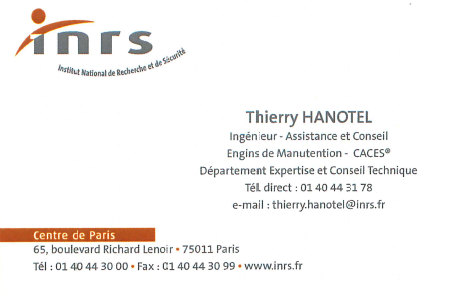 inrs
Institut National de Recherche et de Sécurité
Thierry HANOTEL
Ingénieur - Assistance et Conseil
Engins de Manutention - CACES®
Département Expertise et Conseil Technique
Tél. direct : 01 40 44 31 78
e-mail : thierry.hanotel@inrs.fr
Centre de Paris
65, boulevard Richard Lenoir • 75011 Paris
Tél : 01 40 44 30 00 • Fax : 01 40 44 30 99 • www.inrs.fr